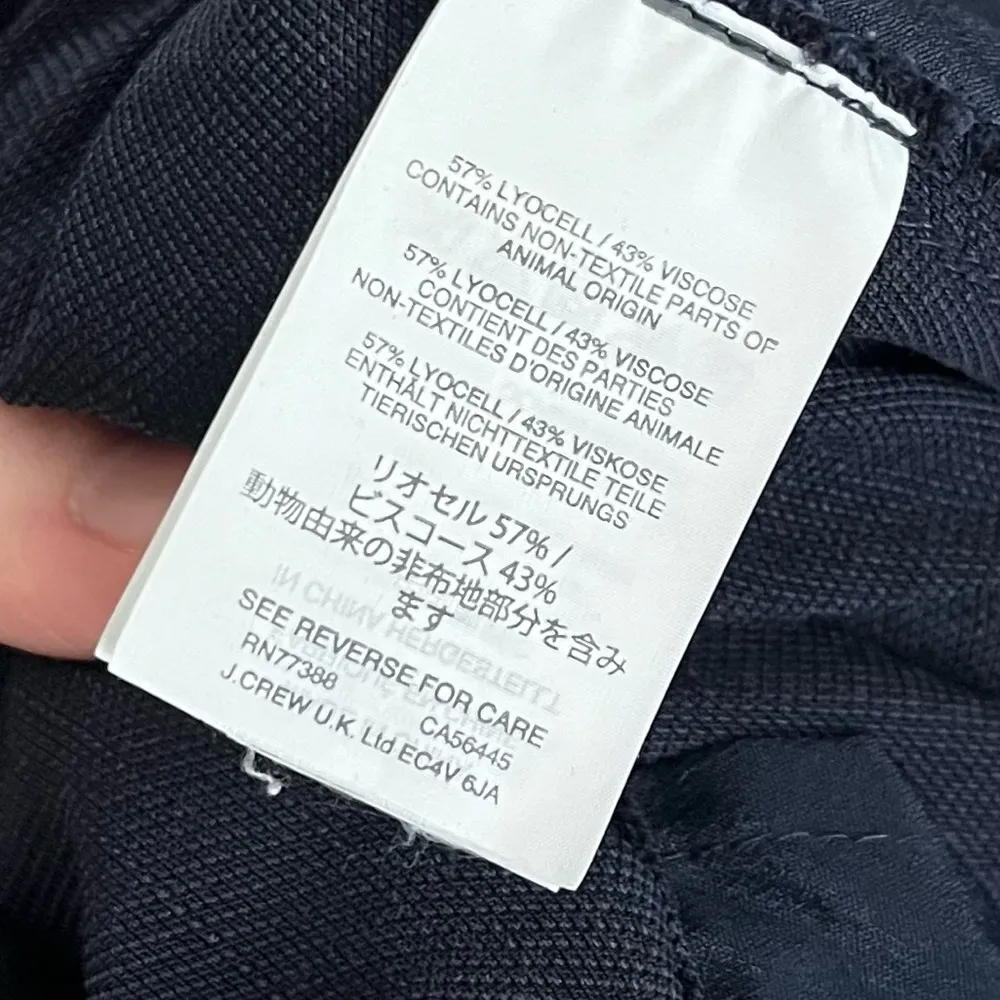 57% LYOCELL / 43% VISCOSE
CONTAINS NON-TEXTILE PARTS OF
ANIMAL ORIGIN
57% LYOCELL / 43% VISCOSE
CONTIENT DES PARTIES
NON-TEXTILES D'ORIGINE ANIMALE
57% LYOCELL / 43% VISKOSE
ENTHÄLT NICHTTEXTILE TEILE
TIERISCHEN URSPRUNGS
リオセル 57% /
ビスコース 43%
動物由来の非布地部分を含み
ます
SEE REVERSE FOR CARE
RN77388 CA56445
J.CREW U.K. Ltd EC4V 6JA
IN CHINA HERGESTELLT